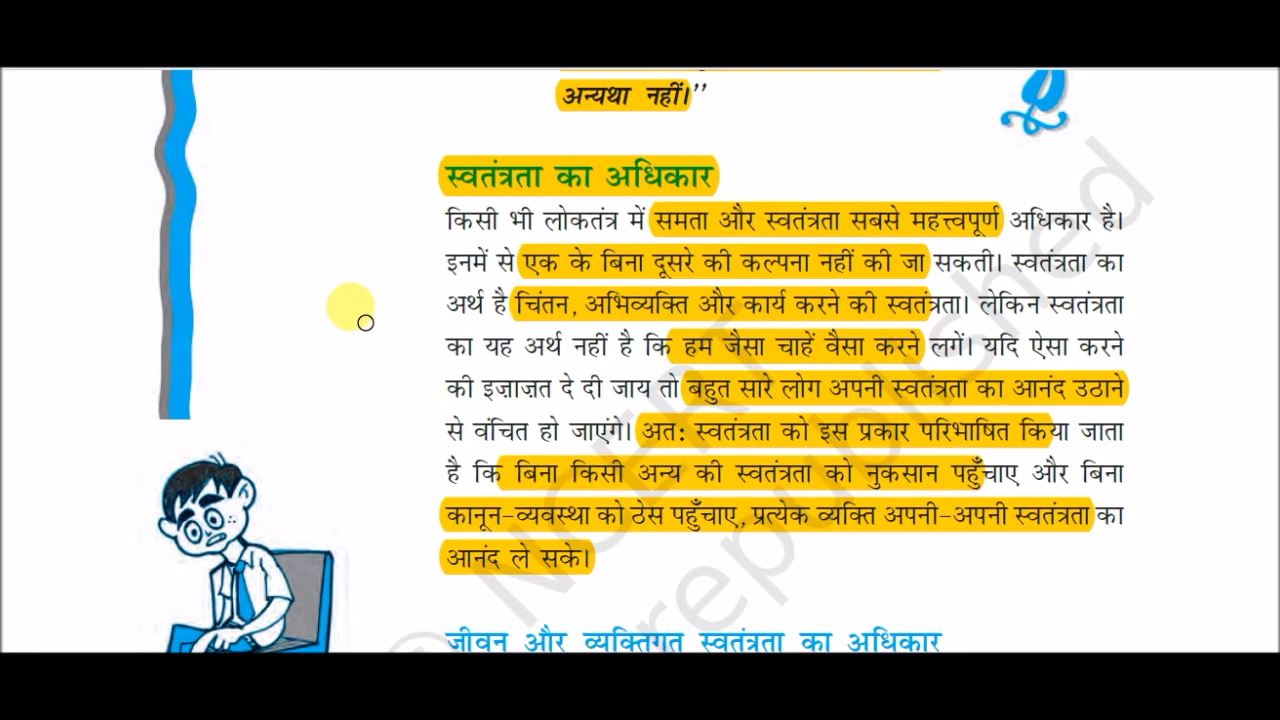 अन्यथा नहीं।’’
स्वतंत्रता का अधिकार
किसी भी लोकतंत्र में समता और स्वतंत्रता सबसे महत्त्वपूर्ण अधिकार है।
इनमें से एक के बिना दूसरे की कल्पना नहीं की जा सकती। स्वतंत्रता का
अर्थ है चिंतन, अभिव्यक्ति और कार्य करने की स्वतंत्रता। लेकिन स्वतंत्रता
का यह अर्थ नहीं है कि हम जैसा चाहें वैसा करने लगें। यदि ऐसा करने
की इज़ाज़त दे दी जाय तो बहुत सारे लोग अपनी स्वतंत्रता का आनंद उठाने
से वंचित हो जाएंगे। अत: स्वतंत्रता को इस प्रकार परिभाषित किया जाता
है कि बिना किसी अन्य की स्वतंत्रता को नुकसान पहुँचाए और बिना
कानून-व्यवस्था को ठेस पहुँचाए, प्रत्येक व्यक्ति अपनी-अपनी स्वतंत्रता का
आनंद ले सके।
जीवन और व्यक्तिगत स्वतंत्रता का अधिकार
© NCERT
republished